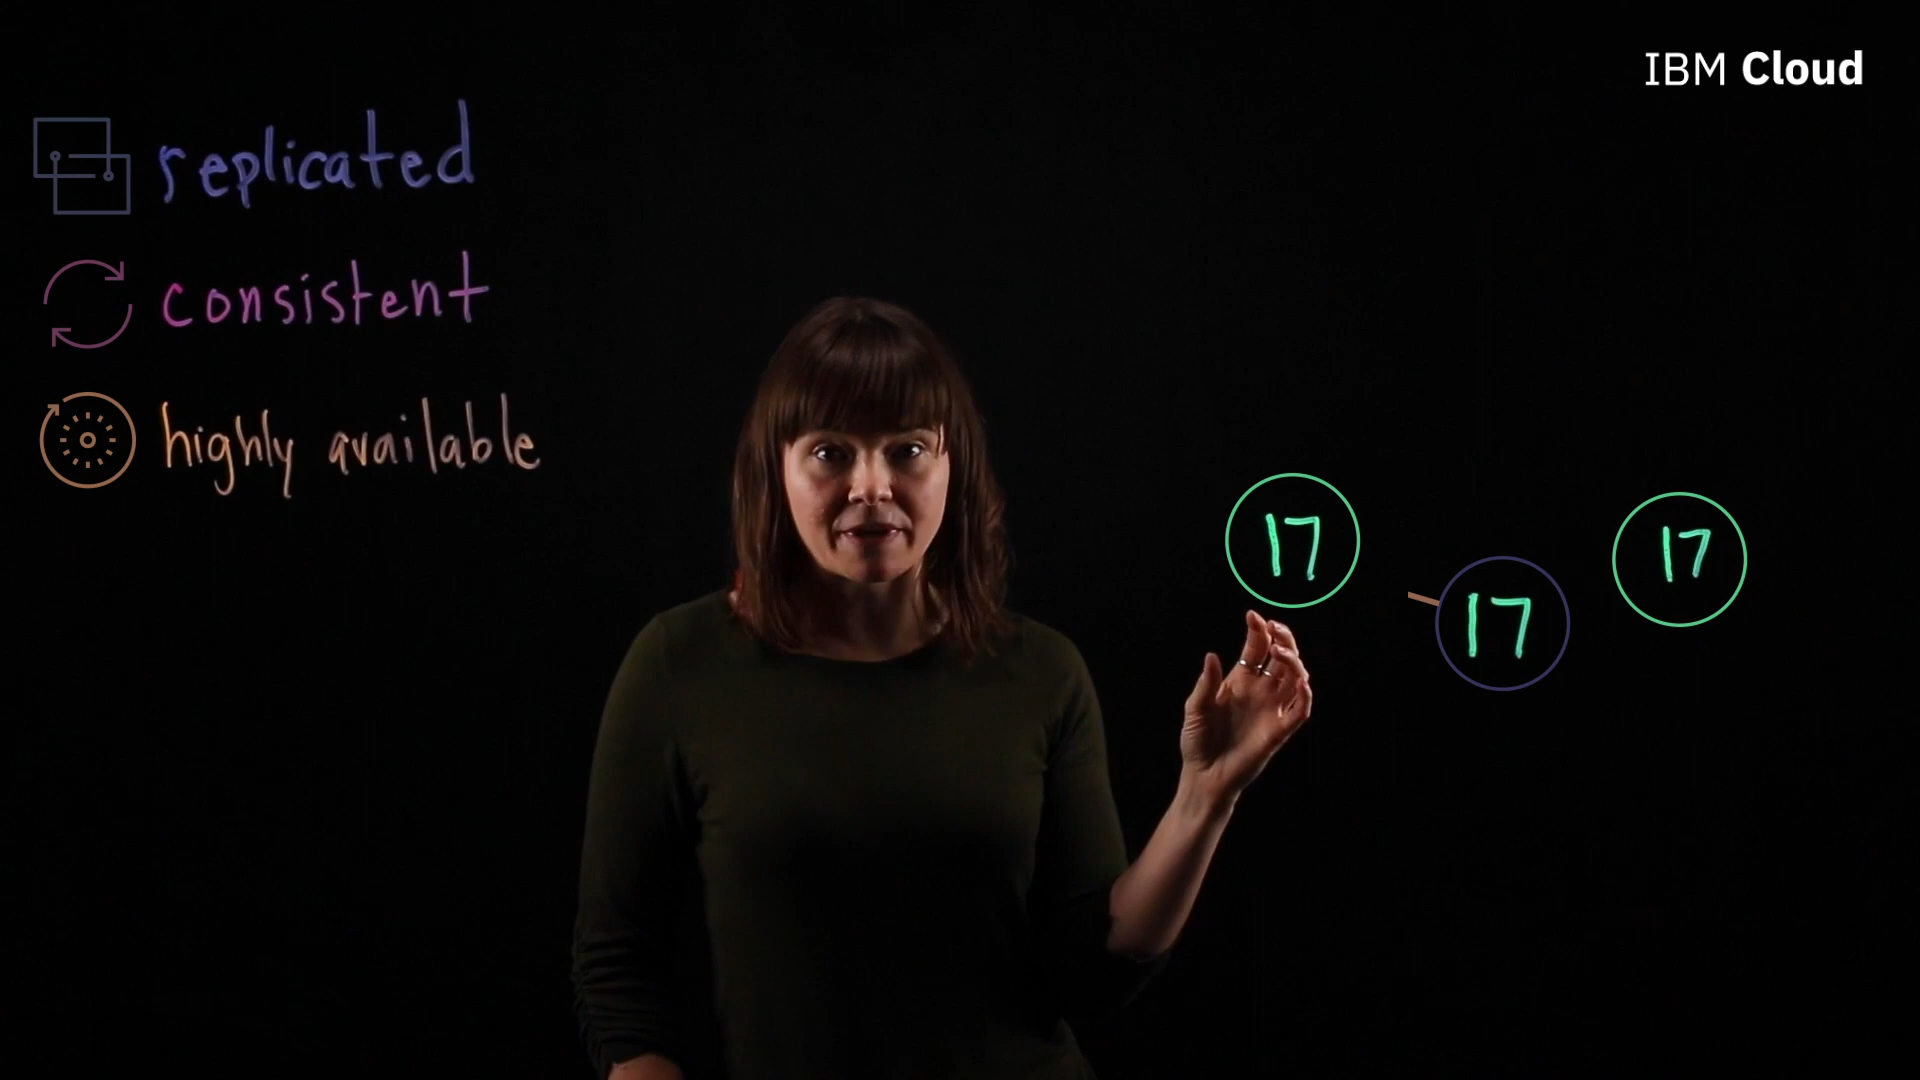 IBM Cloud
replicated
consistent
highly available
17
17
17